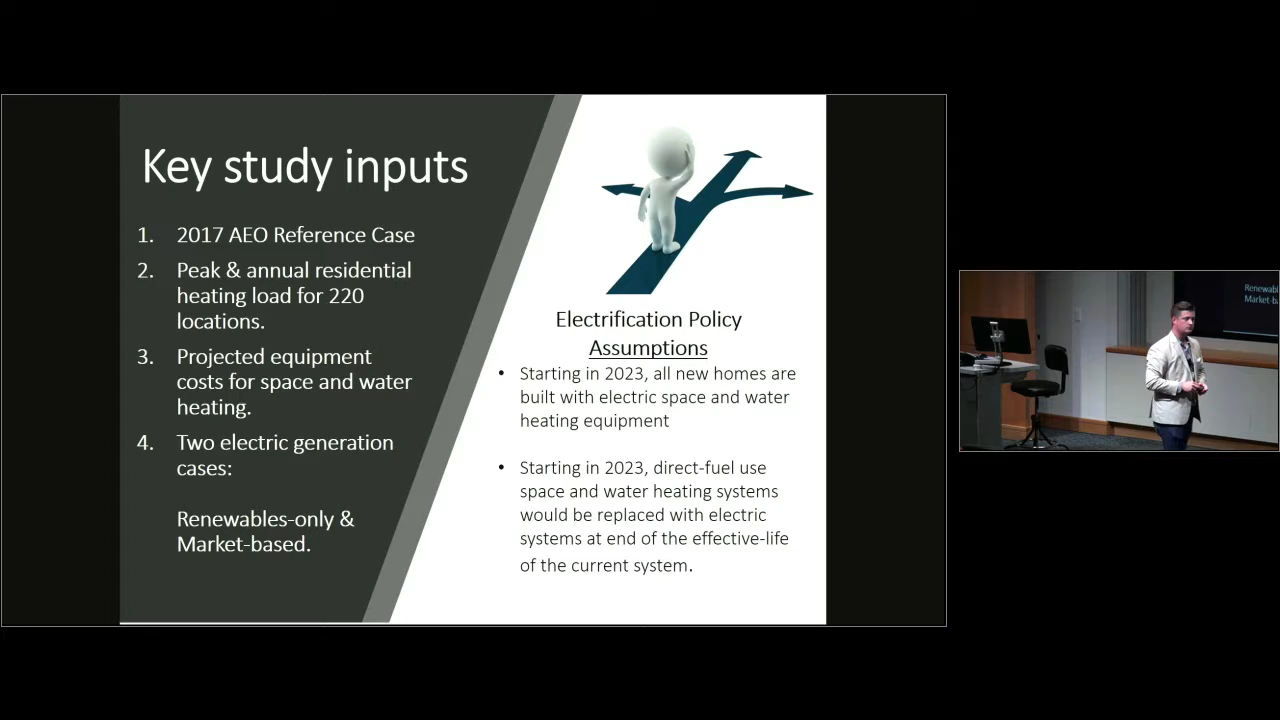 Key study inputs
1. 2017 AEO Reference Case
2. Peak & annual residential
heating load for 220
locations.
3. Projected equipment
costs for space and water
heating.
4. Two electric generation
cases:
Renewables-only &
Market-based.
Electrification Policy
Assumptions
• Starting in 2023, all new homes are
built with electric space and water
heating equipment
• Starting in 2023, direct-fuel use
space and water heating systems
would be replaced with electric
systems at end of the effective-life
of the current system.